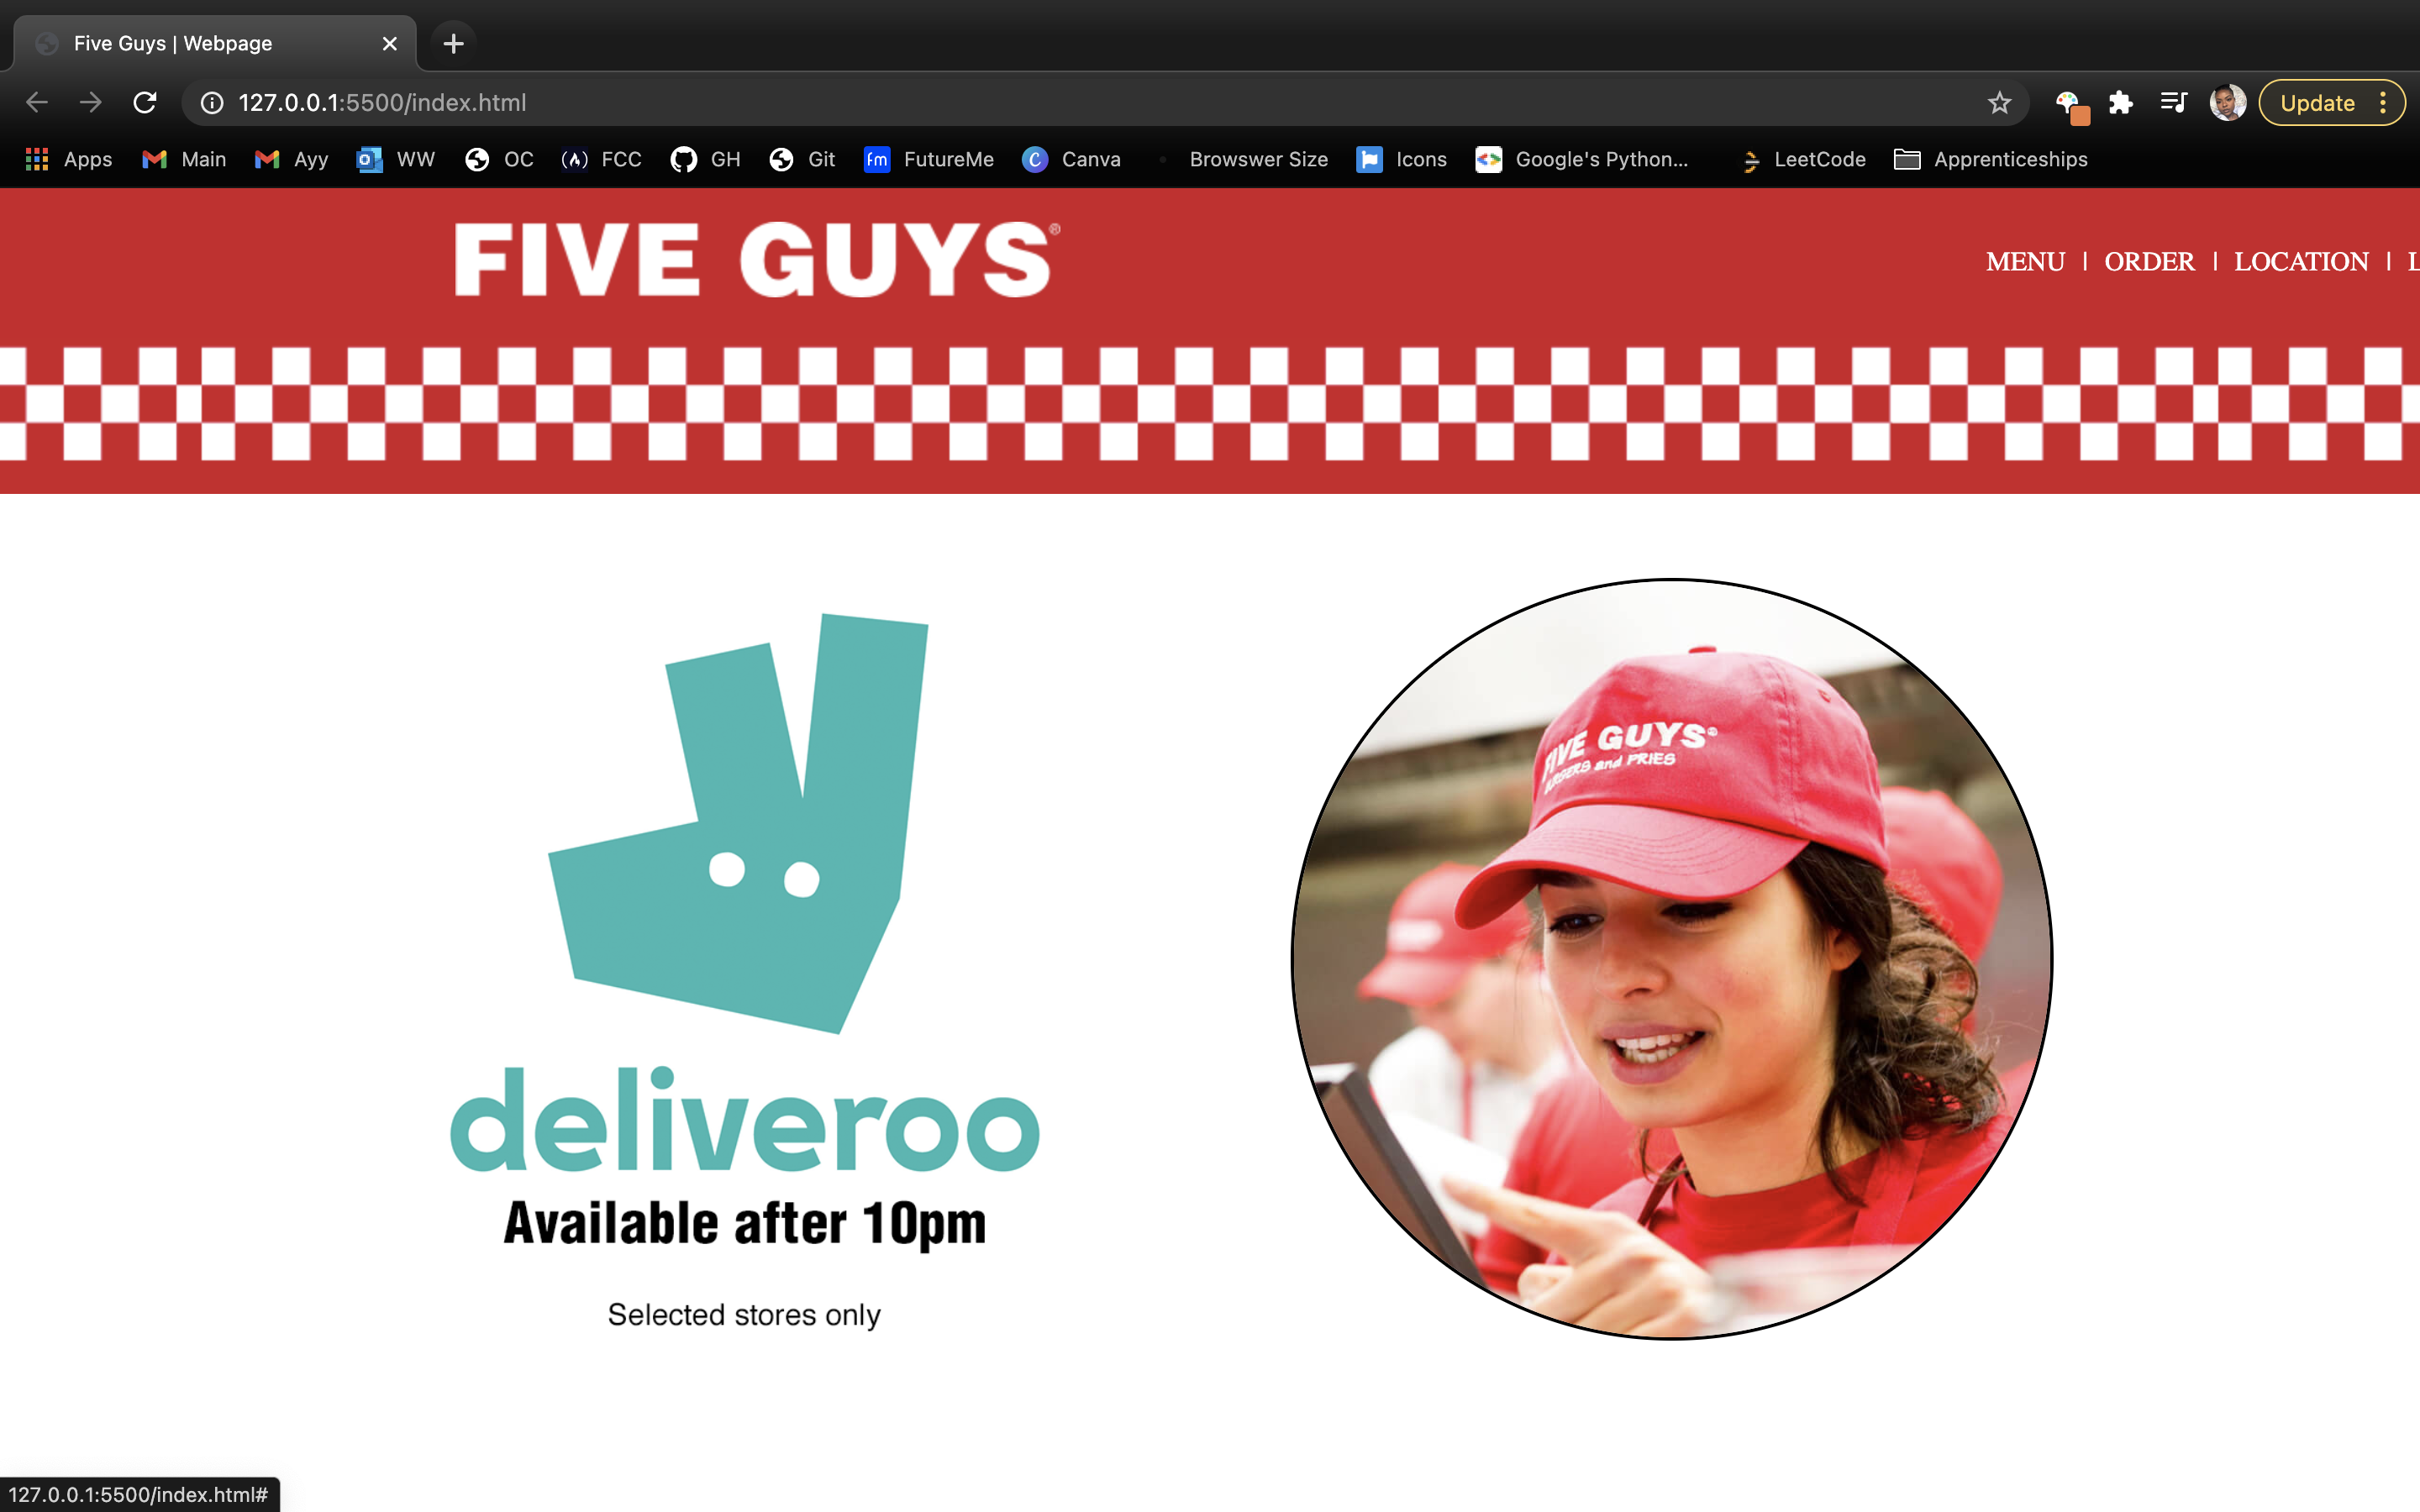 Five Guys | Webpage
127.0.0.1:5500/index.html
Update
Apps Main Ayy WW OC FCC GH Git fm FutureMe C Canva Browswer Size Icons Google's Python... LeetCode Apprenticeships
FIVE GUYS®
MENU | ORDER | LOCATION | L
FIVE GUYS®
BURGERS and FRIES
deliveroo
Available after 10pm
Selected stores only
127.0.0.1:5500/index.html#